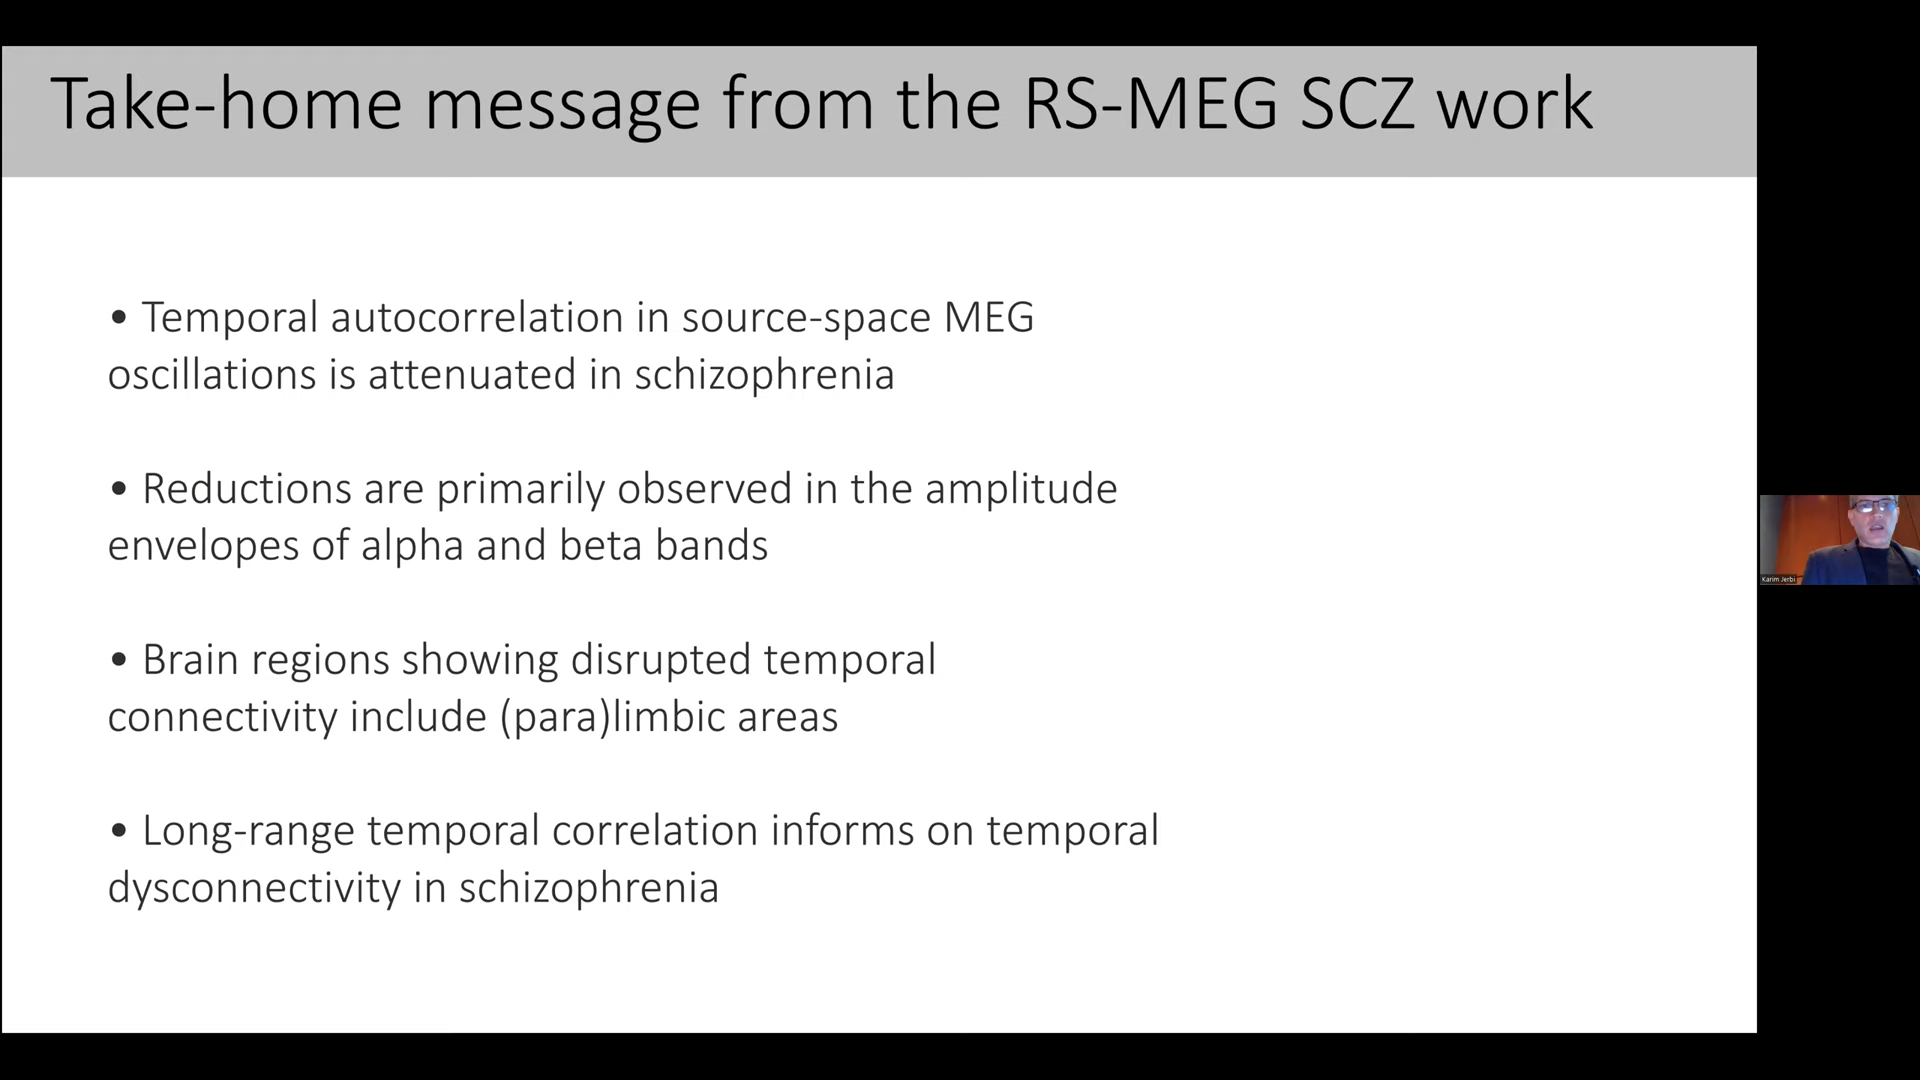 Take-home message from the RS-MEG SCZ work
• Temporal autocorrelation in source-space MEG
oscillations is attenuated in schizophrenia
• Reductions are primarily observed in the amplitude
envelopes of alpha and beta bands
• Brain regions showing disrupted temporal
connectivity include (para)limbic areas
• Long-range temporal correlation informs on temporal
dysconnectivity in schizophrenia
Karim Jerbi